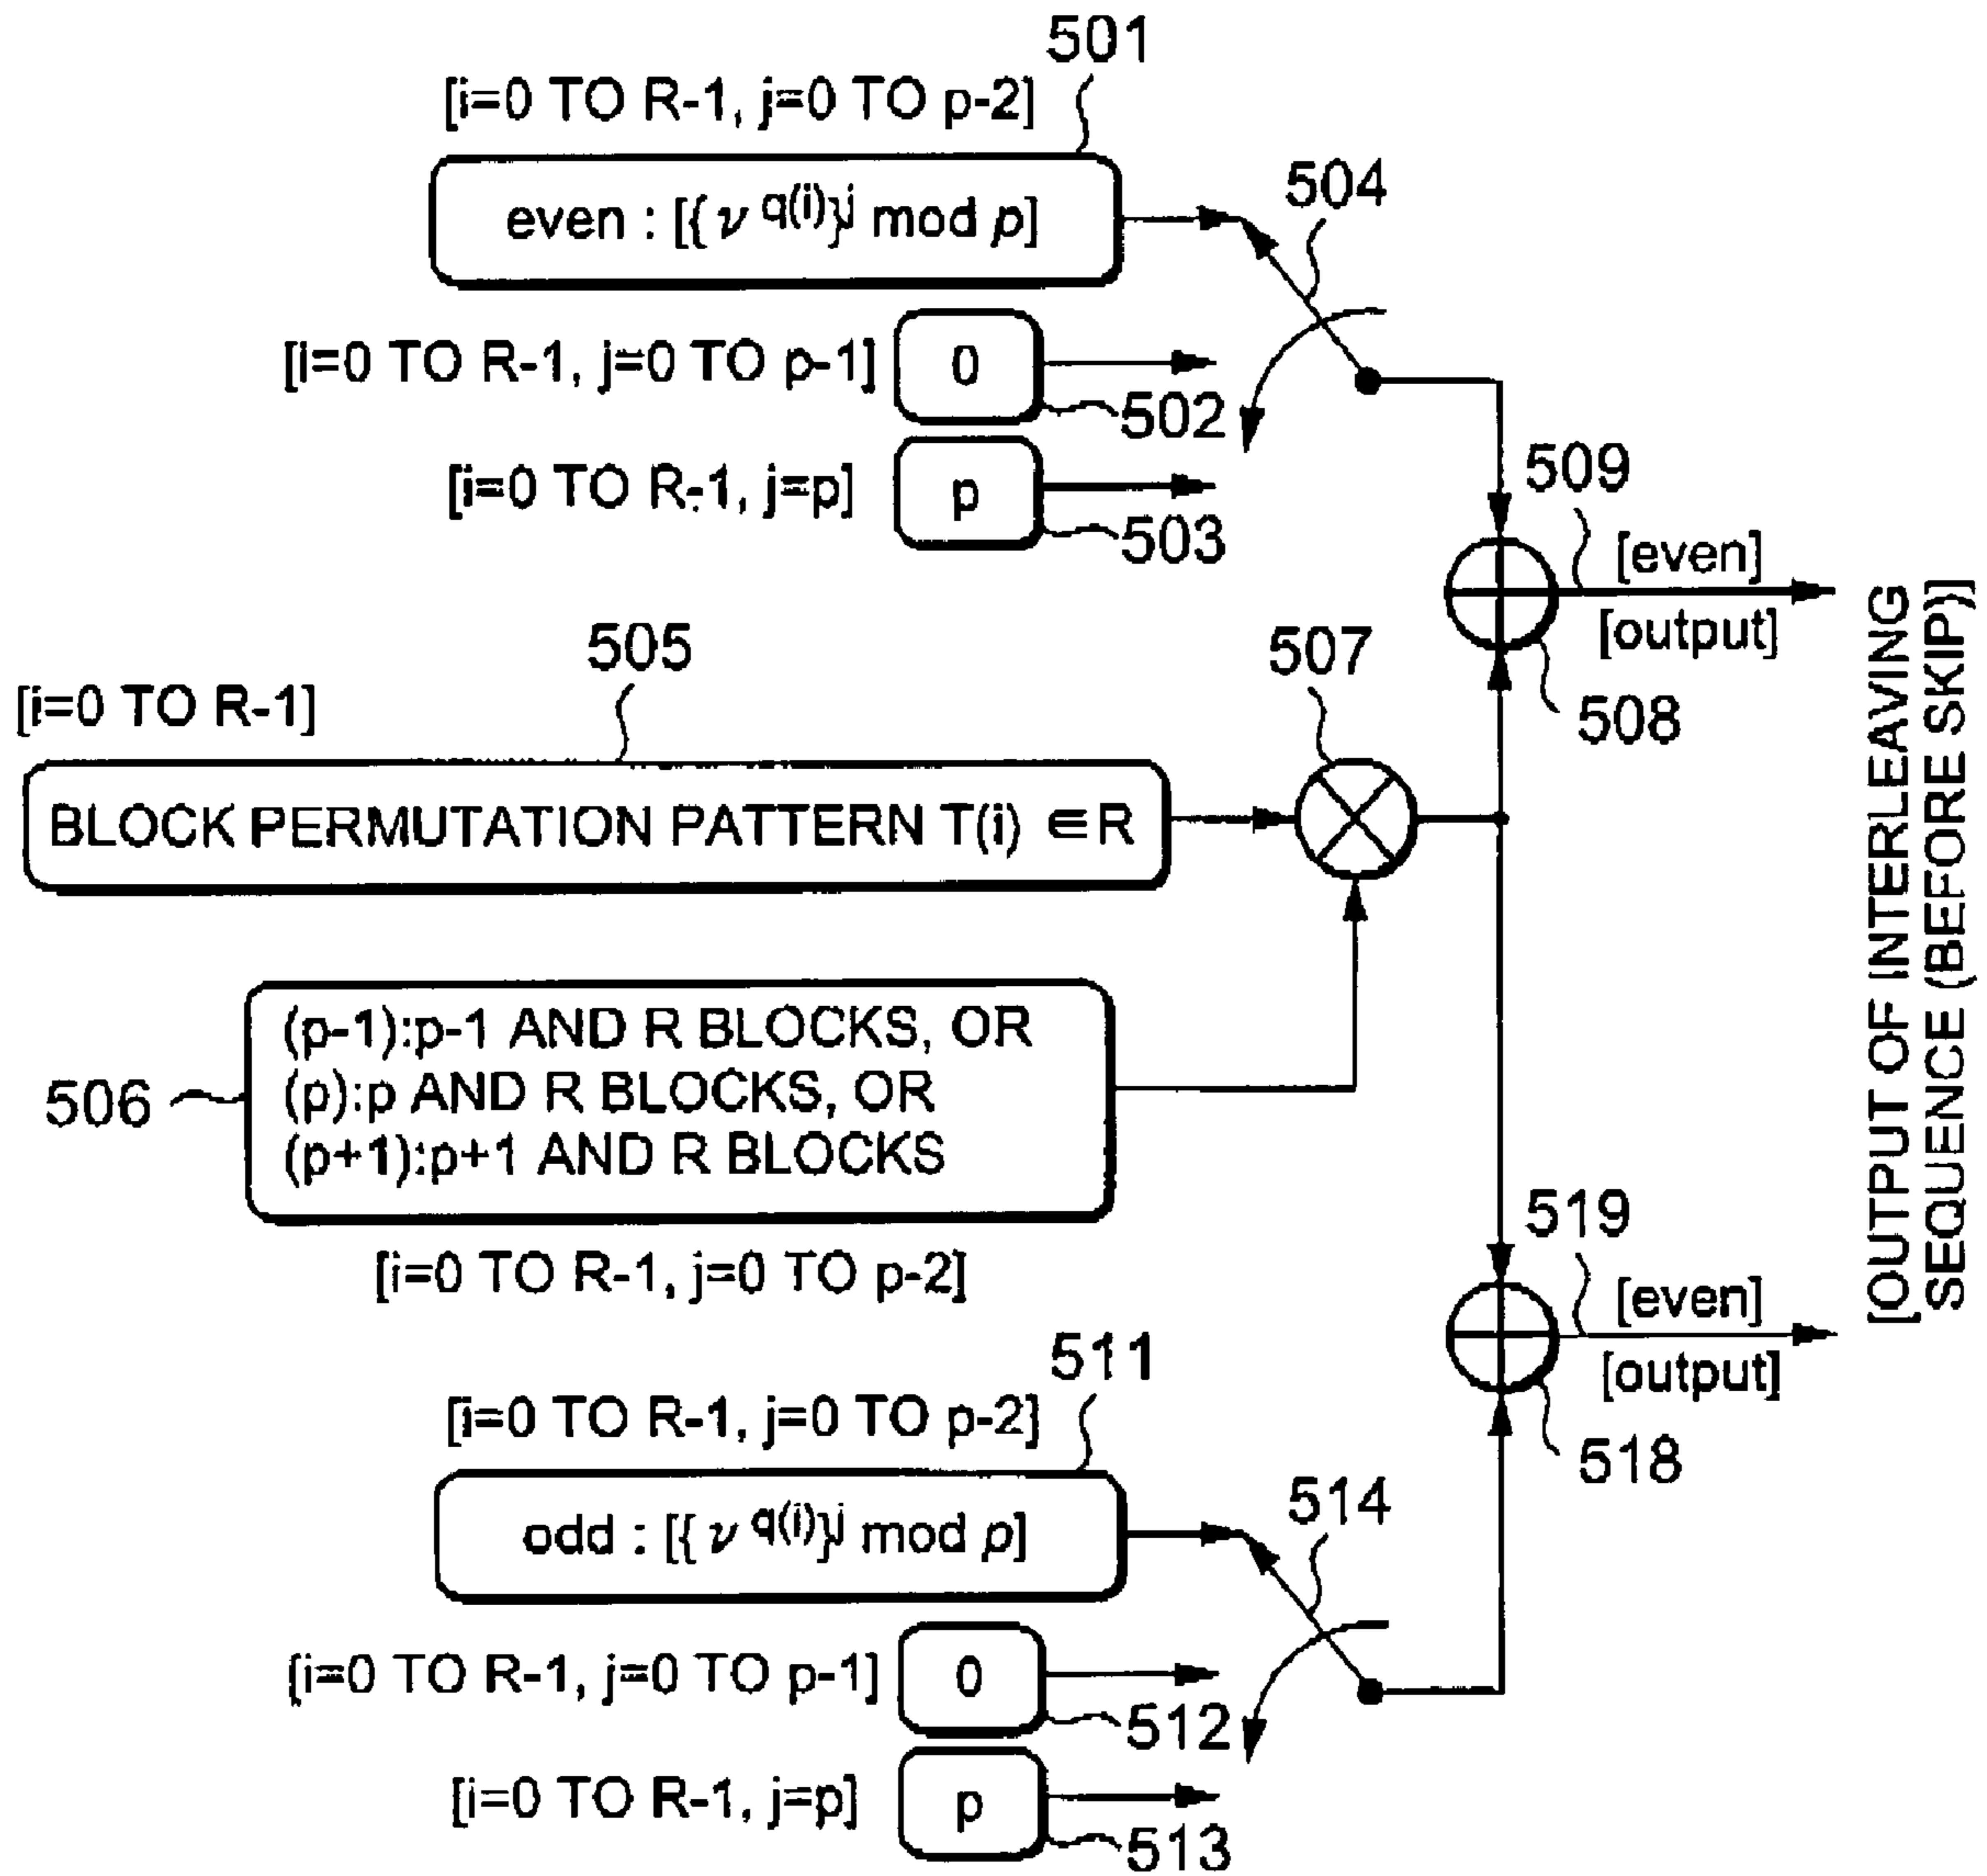 501
[i=0 TO R-1, j=0 TO p-2]
even : [{ν q(i)}j mod p]
504
[i=0 TO R-1, j=0 TO p-1]
0
502
[i=0 TO R-1, j=p]
p
503
509
[even]
[output]
508
505
507
[i=0 TO R-1]
BLOCK PERMUTATION PATTERN T(i) ∈R
506
(p-1):p-1 AND R BLOCKS, OR
(p):p AND R BLOCKS, OR
(p+1):p+1 AND R BLOCKS
[i=0 TO R-1, j=0 TO p-2]
519
[even]
[output]
518
511
[i=0 TO R-1, j=0 TO p-2]
odd : [{ν q(i)}j mod p]
514
[i=0 TO R-1, j=0 TO p-1]
0
512
[i=0 TO R-1, j=p]
p
513
[OUTPUT OF INTERLEAVING
SEQUENCE (BEFORE SKIP)]